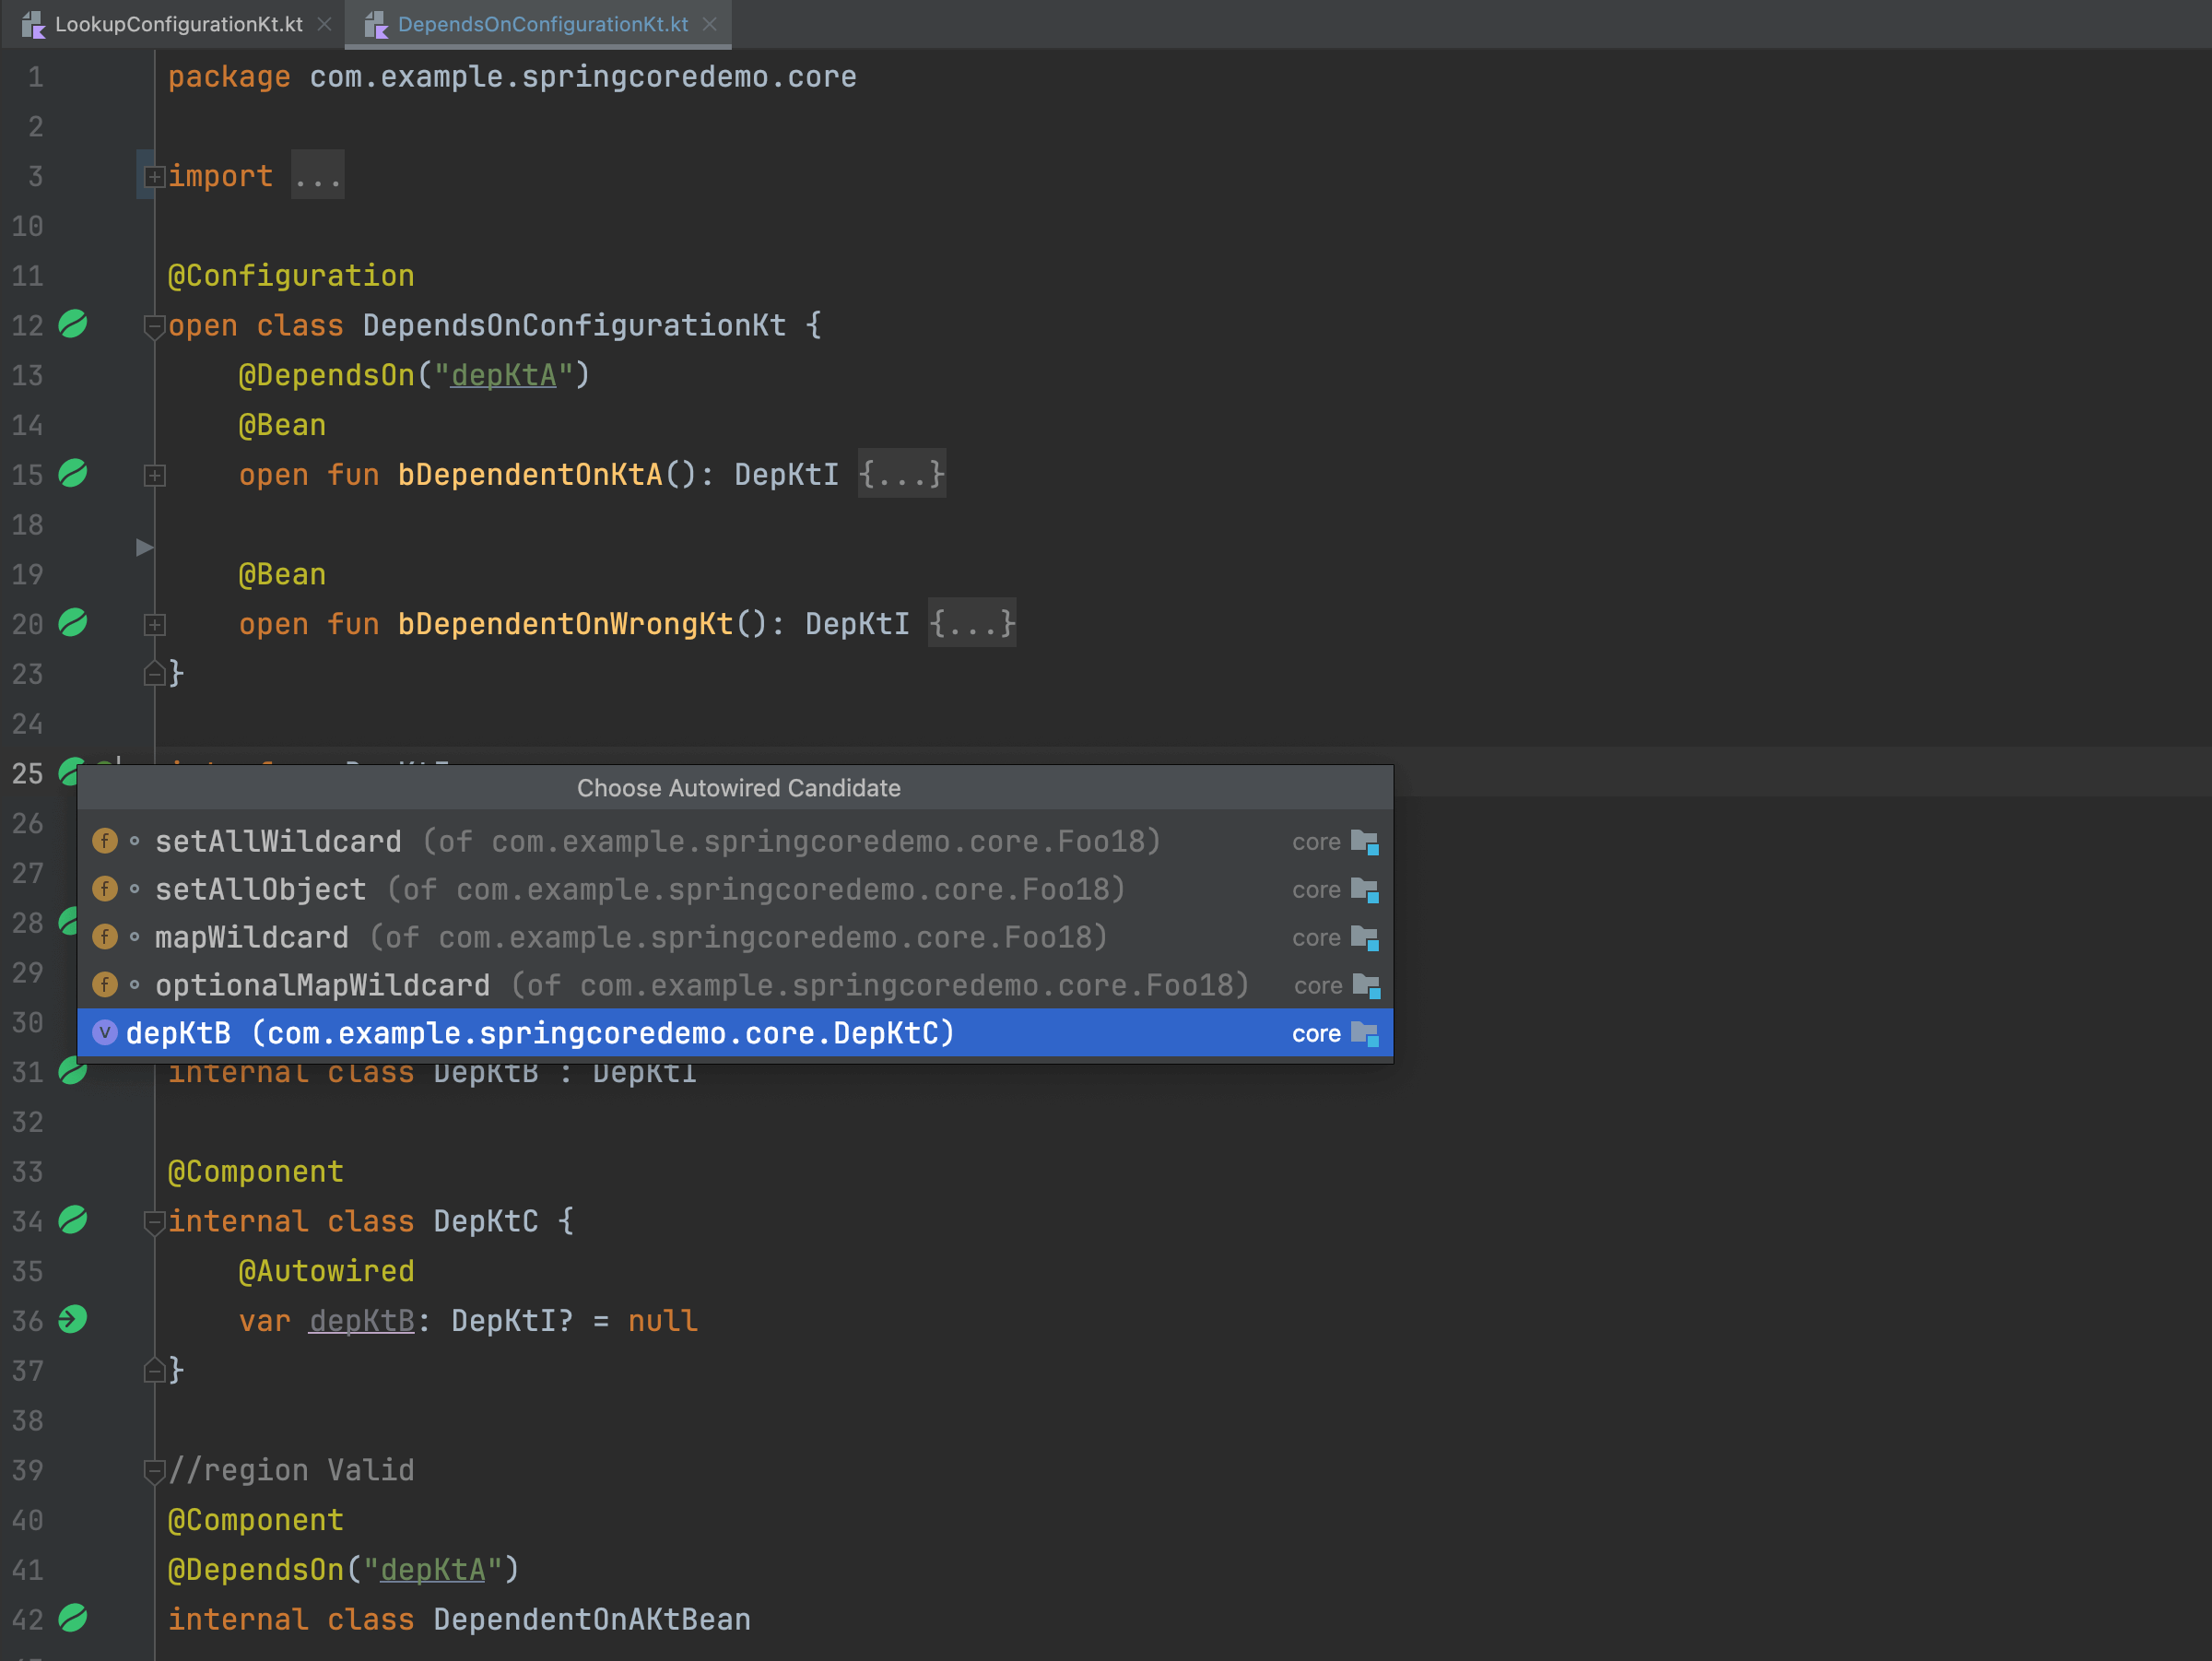 LookupConfigurationKt.kt DependsOnConfigurationKt.kt
1 package com.example.springcoredemo.core
2
3 import ...
10
11 @Configuration
12 open class DependsOnConfigurationKt {
13 @DependsOn("depKtA")
14 @Bean
15 open fun bDependentOnKtA(): DepKtI {...}
18
19 @Bean
20 open fun bDependentOnWrongKt(): DepKtI {...}
23 }
24
25
Choose Autowired Candidate
26 setAllWildcard (of com.example.springcoredemo.core.Foo18) core
27 setAllObject (of com.example.springcoredemo.core.Foo18) core
28 mapWildcard (of com.example.springcoredemo.core.Foo18) core
29 optionalMapWildcard (of com.example.springcoredemo.core.Foo18) core
30 depKtB (com.example.springcoredemo.core.DepKtC) core
31 internal class DepKtB : DepKtI
32
33 @Component
34 internal class DepKtC {
35 @Autowired
36 var depKtB: DepKtI? = null
37 }
38
39 //region Valid
40 @Component
41 @DependsOn("depKtA")
42 internal class DependentOnAKtBean